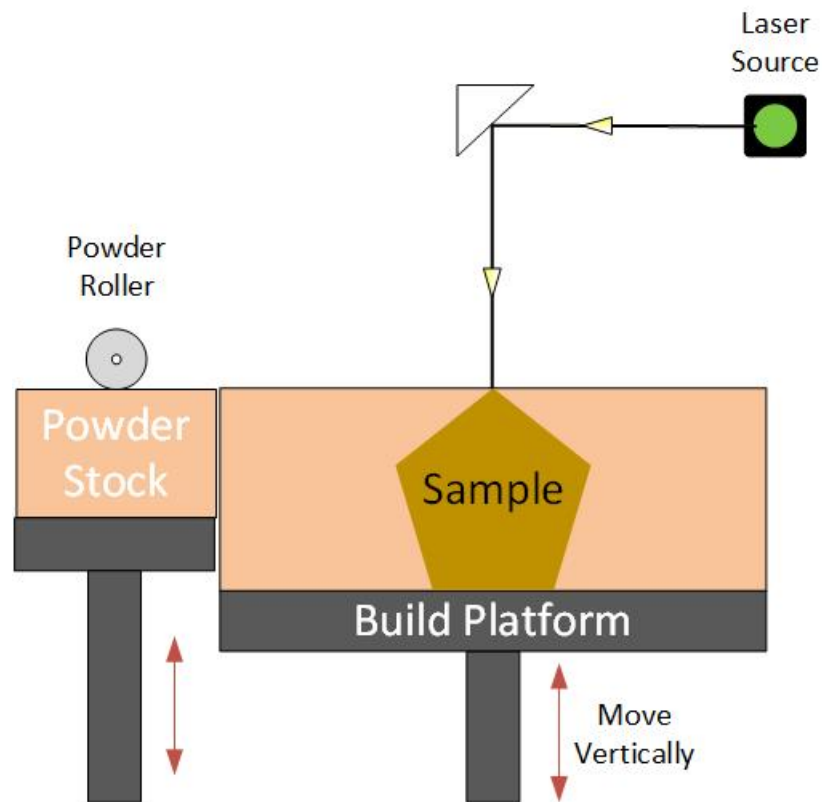 Laser
Source
Powder
Roller
Powder
Stock
Sample
Build Platform
Move
Vertically